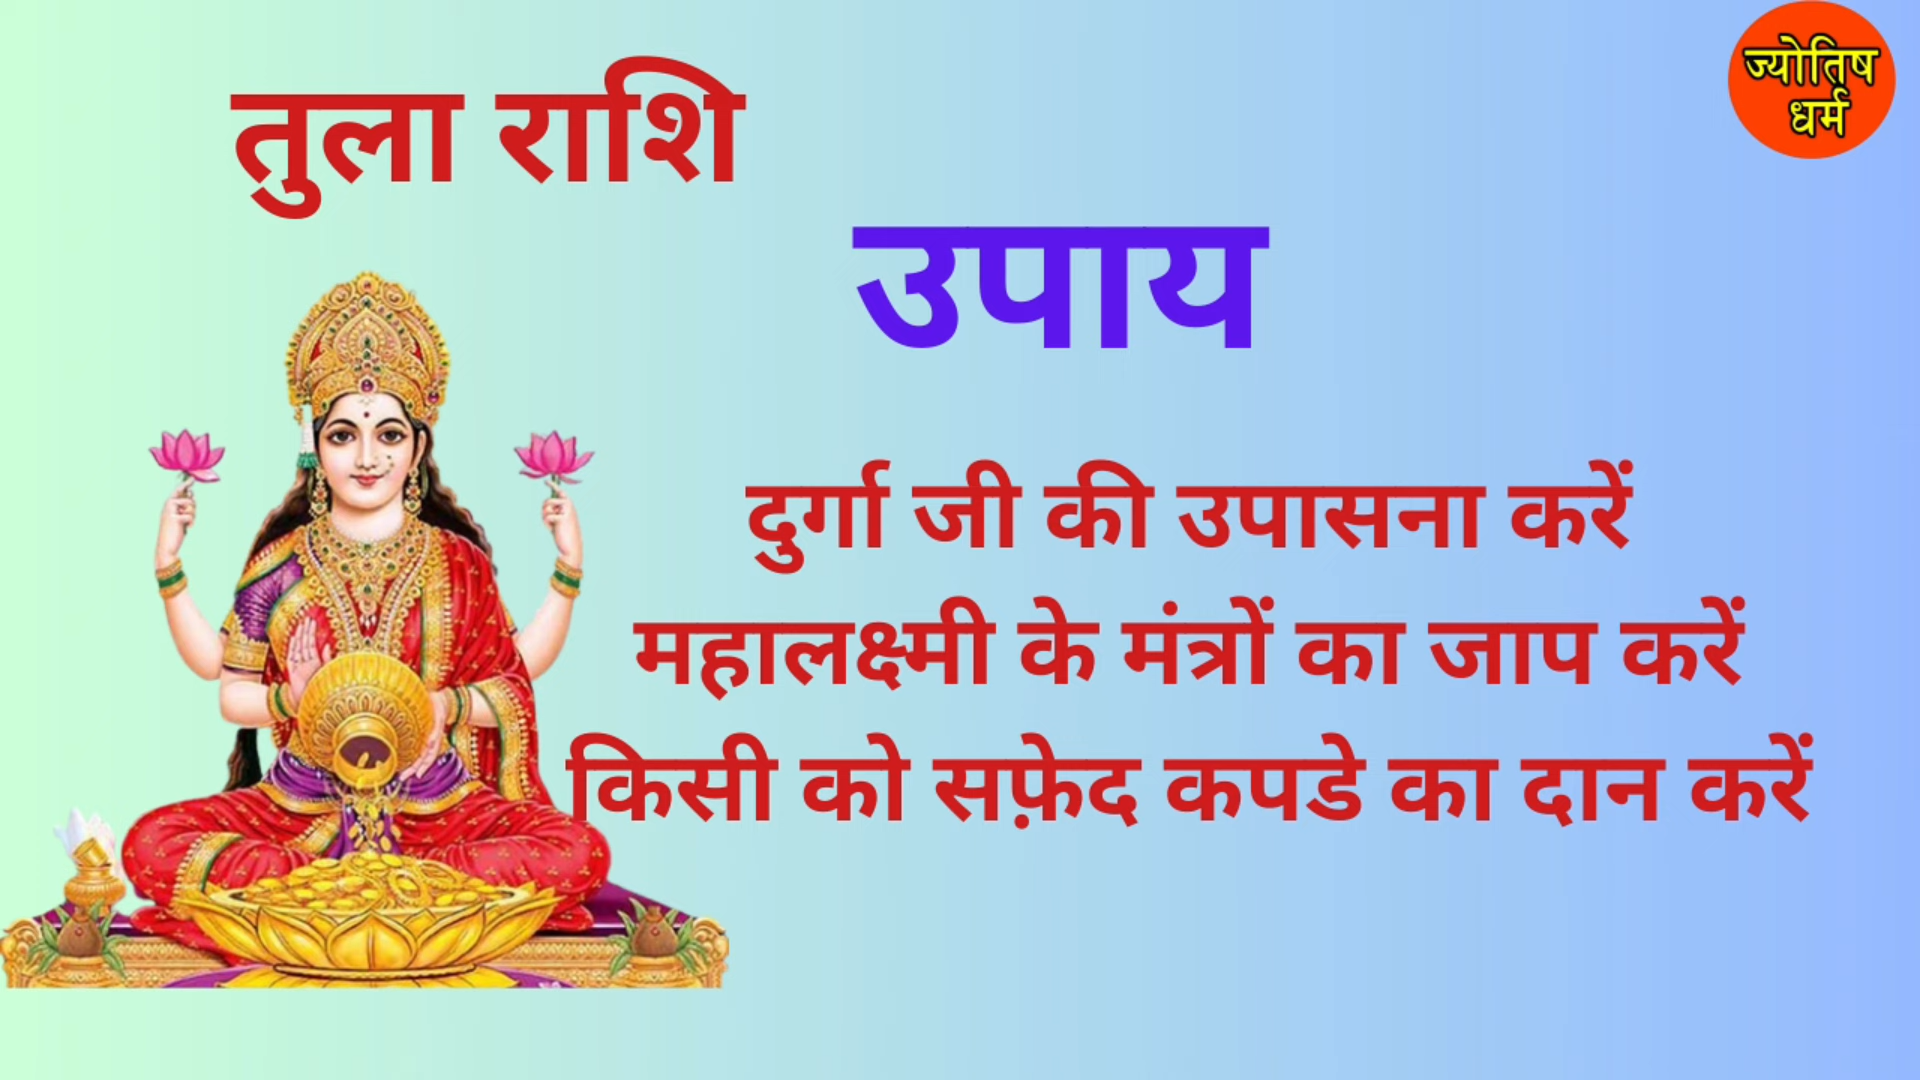 तुला राशि
ज्योतिष
धर्म
उपाय
दुर्गा जी की उपासना करें
महालक्ष्मी के मंत्रों का जाप करें
किसी को सफ़ेद कपडे का दान करें